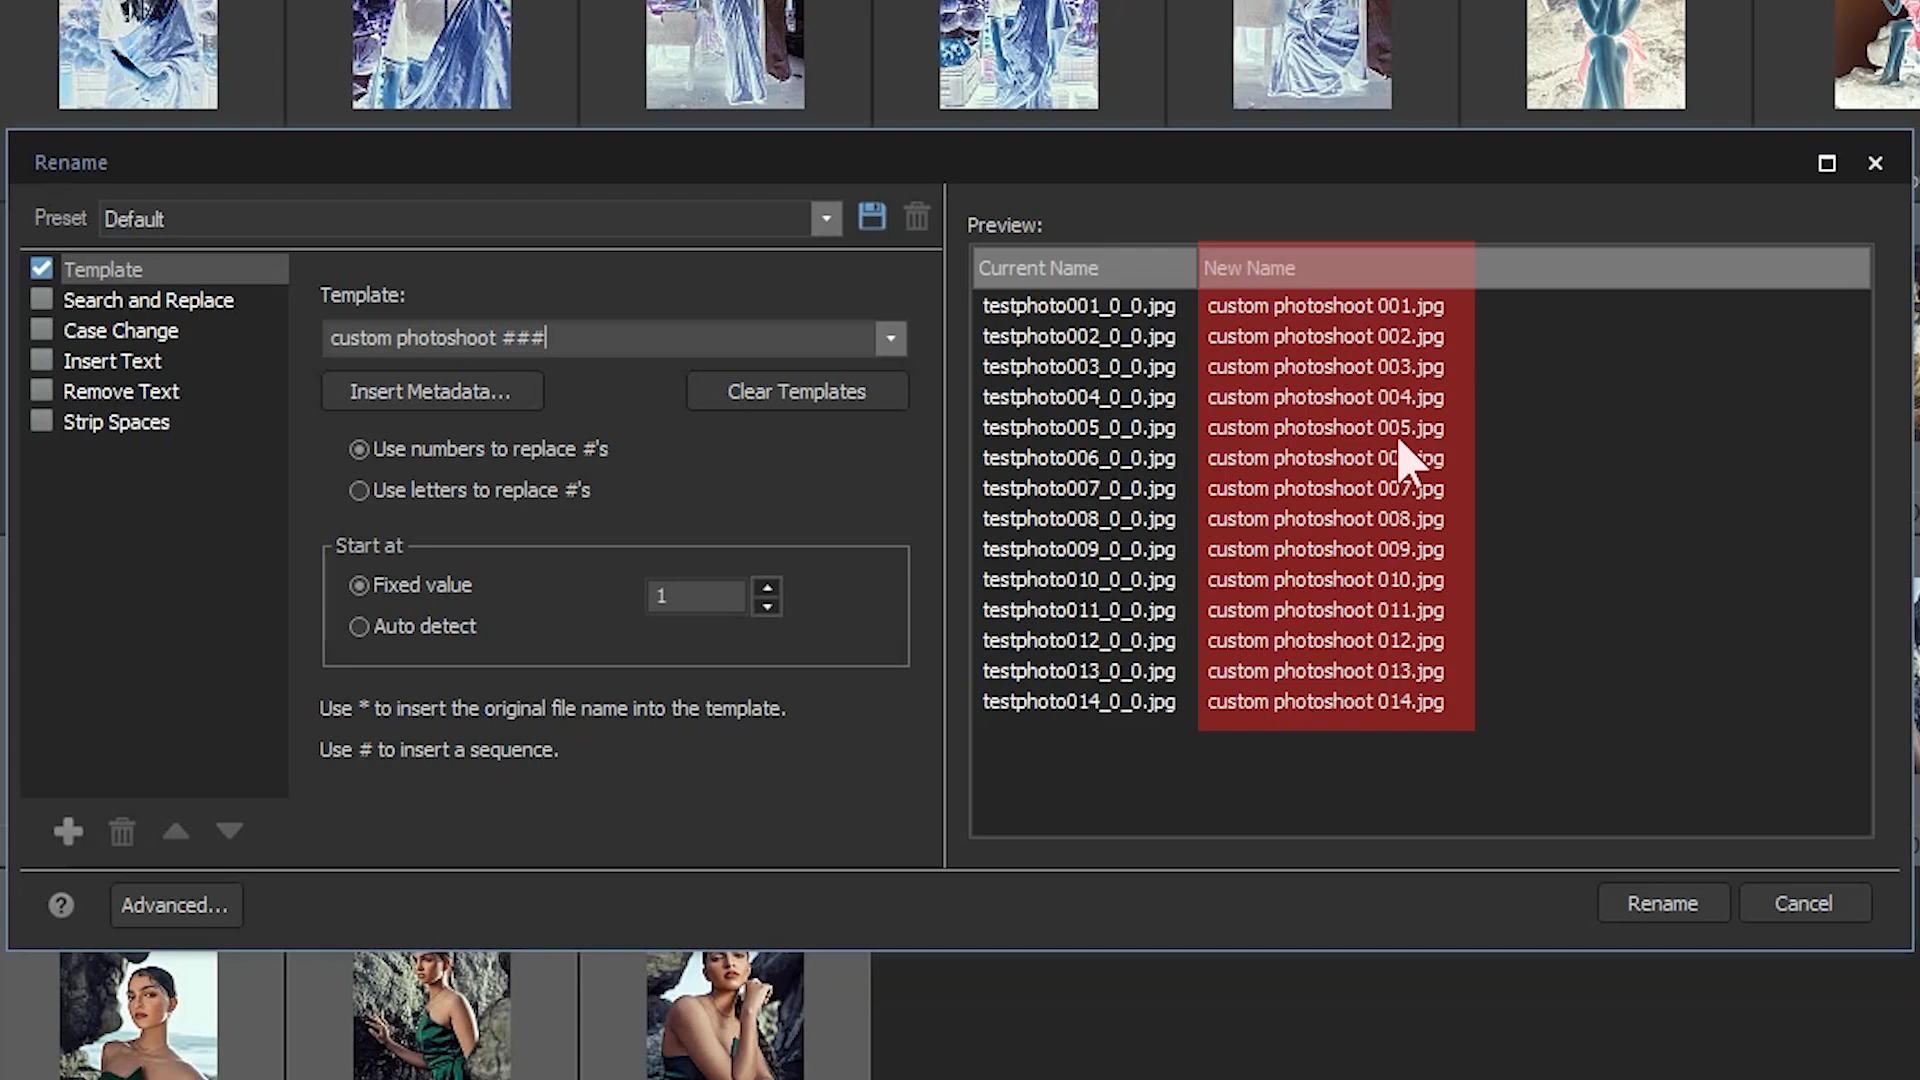 Rename
Preset Default
Template
Search and Replace
Case Change
Insert Text
Remove Text
Strip Spaces
Template:
custom photoshoot ###
Insert Metadata...
Clear Templates
Use numbers to replace #'s
Use letters to replace #'s
Start at
Fixed value
1
Auto detect
Use * to insert the original file name into the template.
Use # to insert a sequence.
Advanced...
Preview:
Current Name New Name
testphoto001_0_0.jpg custom photoshoot 001.jpg
testphoto002_0_0.jpg custom photoshoot 002.jpg
testphoto003_0_0.jpg custom photoshoot 003.jpg
testphoto004_0_0.jpg custom photoshoot 004.jpg
testphoto005_0_0.jpg custom photoshoot 005.jpg
testphoto006_0_0.jpg custom photoshoot
testphoto007_0_0.jpg custom photoshoot 007.jpg
testphoto008_0_0.jpg custom photoshoot 008.jpg
testphoto009_0_0.jpg custom photoshoot 009.jpg
testphoto010_0_0.jpg custom photoshoot 010.jpg
testphoto011_0_0.jpg custom photoshoot 011.jpg
testphoto012_0_0.jpg custom photoshoot 012.jpg
testphoto013_0_0.jpg custom photoshoot 013.jpg
testphoto014_0_0.jpg custom photoshoot 014.jpg
Rename
Cancel